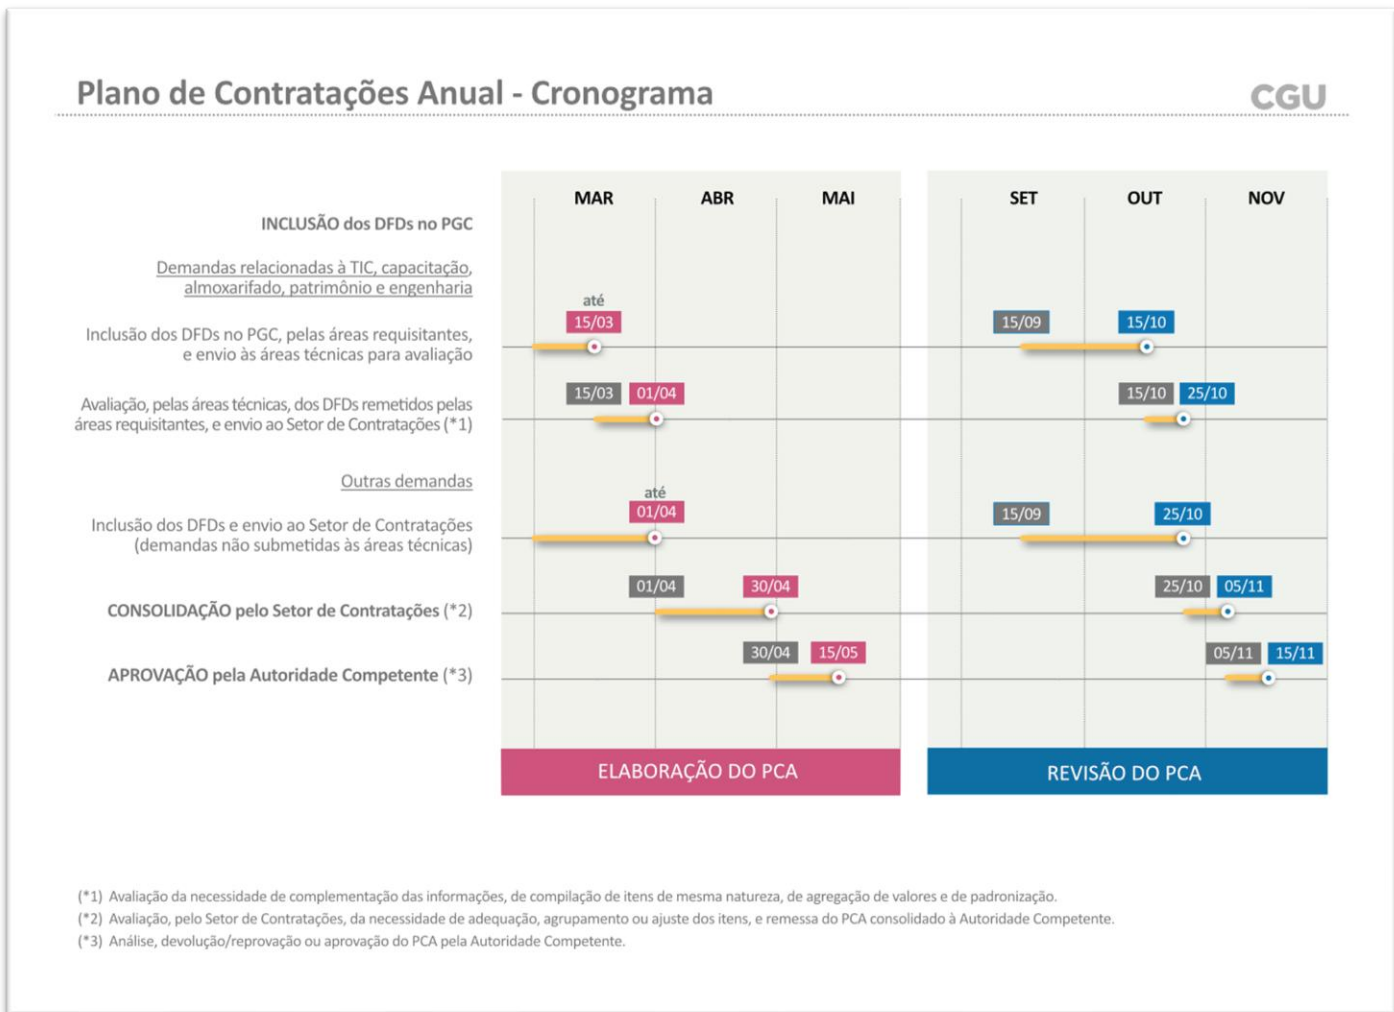 Plano de Contratações Anual - Cronograma
CGU
MAR ABR MAI
SET OUT NOV
INCLUSÃO dos DFDs no PGC
Demandas relacionadas à TIC, capacitação,
almoxarifado, patrimônio e engenharia
até
15/03
15/09 15/10
Inclusão dos DFDs no PGC, pelas áreas requisitantes,
e envio às áreas técnicas para avaliação
15/03 01/04
15/10 25/10
Avaliação, pelas áreas técnicas, dos DFDs remetidos pelas
áreas requisitantes, e envio ao Setor de Contratações (*1)
Outras demandas
até
01/04
15/09 25/10
Inclusão dos DFDs e envio ao Setor de Contratações
(demandas não submetidas às áreas técnicas)
01/04 30/04
25/10 05/11
CONSOLIDAÇÃO pelo Setor de Contratações (*2)
30/04 15/05
05/11 15/11
APROVAÇÃO pela Autoridade Competente (*3)
ELABORAÇÃO DO PCA
REVISÃO DO PCA
(*1) Avaliação da necessidade de complementação das informações, de compilação de itens de mesma natureza, de agregação de valores e de padronização.
(*2) Avaliação, pelo Setor de Contratações, da necessidade de adequação, agrupamento ou ajuste dos itens, e remessa do PCA consolidado à Autoridade Competente.
(*3) Análise, devolução/reprovação ou aprovação do PCA pela Autoridade Competente.